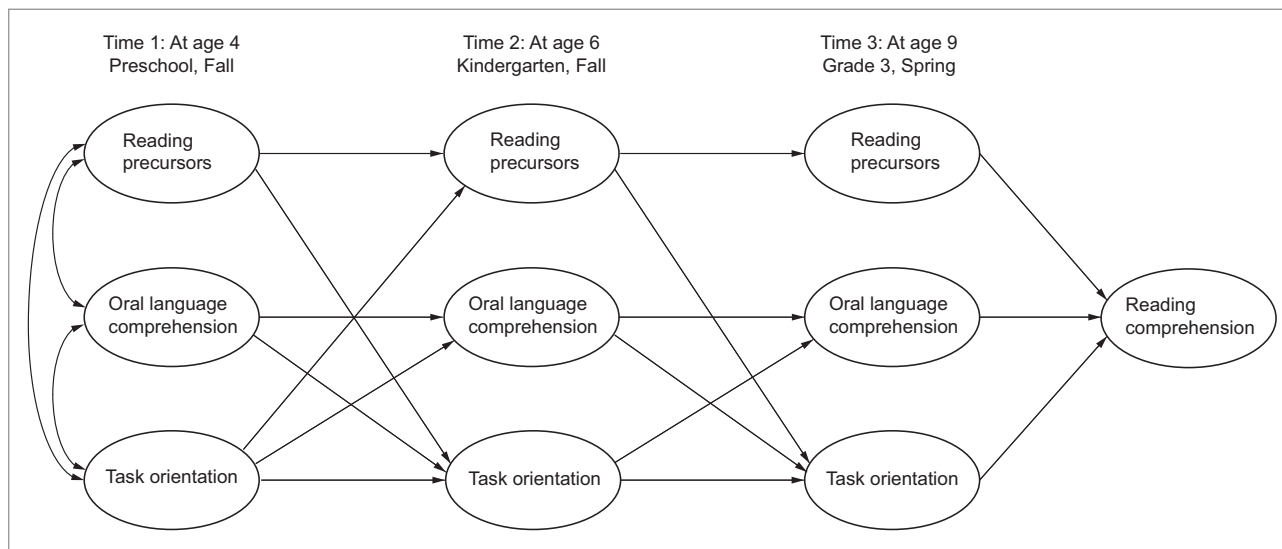 Time 1: At age 4
Preschool, Fall
Time 2: At age 6
Kindergarten, Fall
Time 3: At age 9
Grade 3, Spring
Reading
precursors
Reading
precursors
Reading
precursors
Oral language
comprehension
Oral language
comprehension
Oral language
comprehension
Reading
comprehension
Task orientation
Task orientation
Task orientation